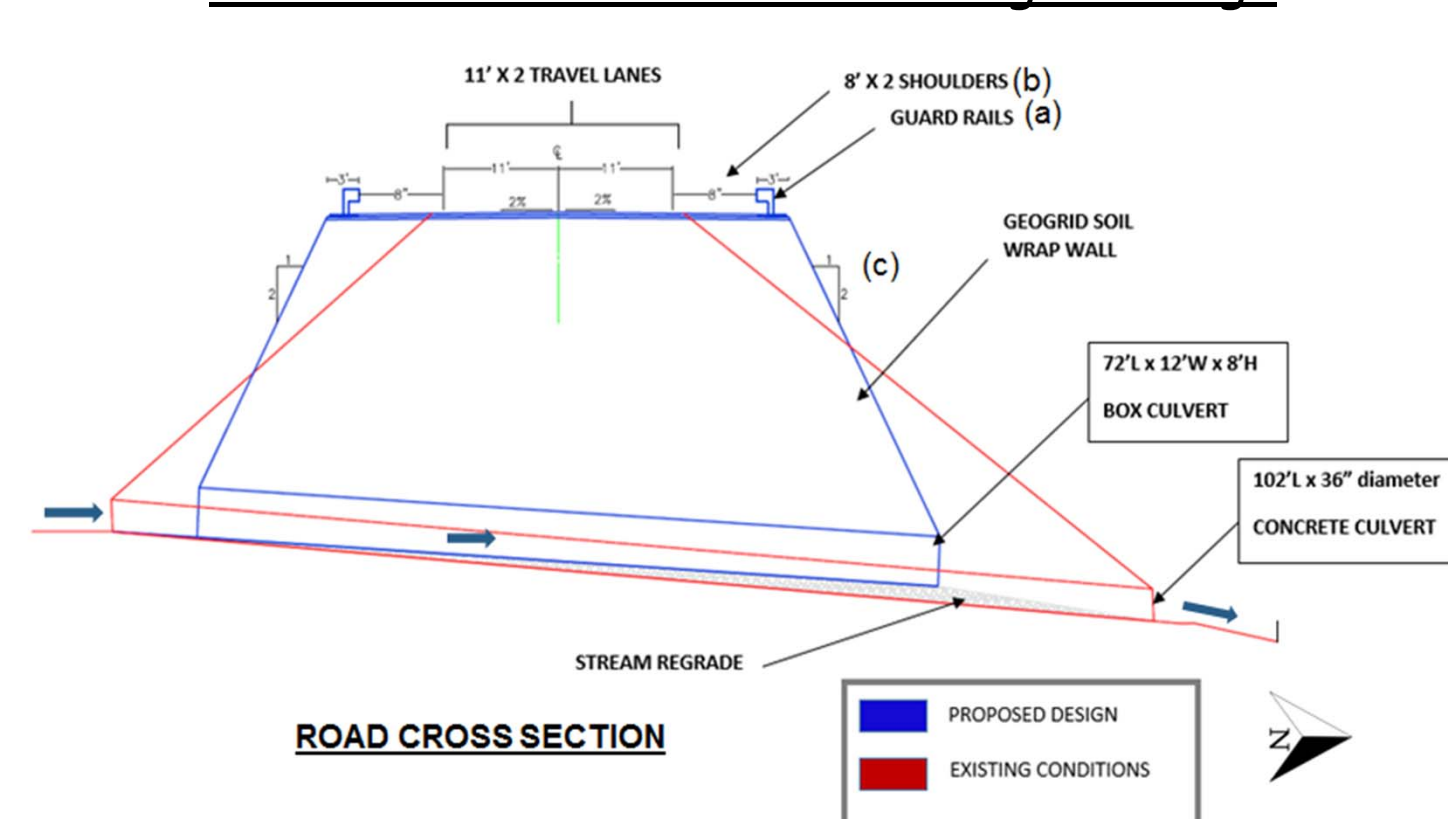 11' X 2 TRAVEL LANES
8' X 2 SHOULDERS (b)
GUARD RAILS (a)
℄
11'
11'
3'
8"
2%
2%
8"
3'
GEOGRID SOIL
WRAP WALL
1
2
1
2
(c)
72'L x 12'W x 8'H
BOX CULVERT
102'L x 36" diameter
CONCRETE CULVERT
STREAM REGRADE
ROAD CROSS SECTION
PROPOSED DESIGN
EXISTING CONDITIONS
N